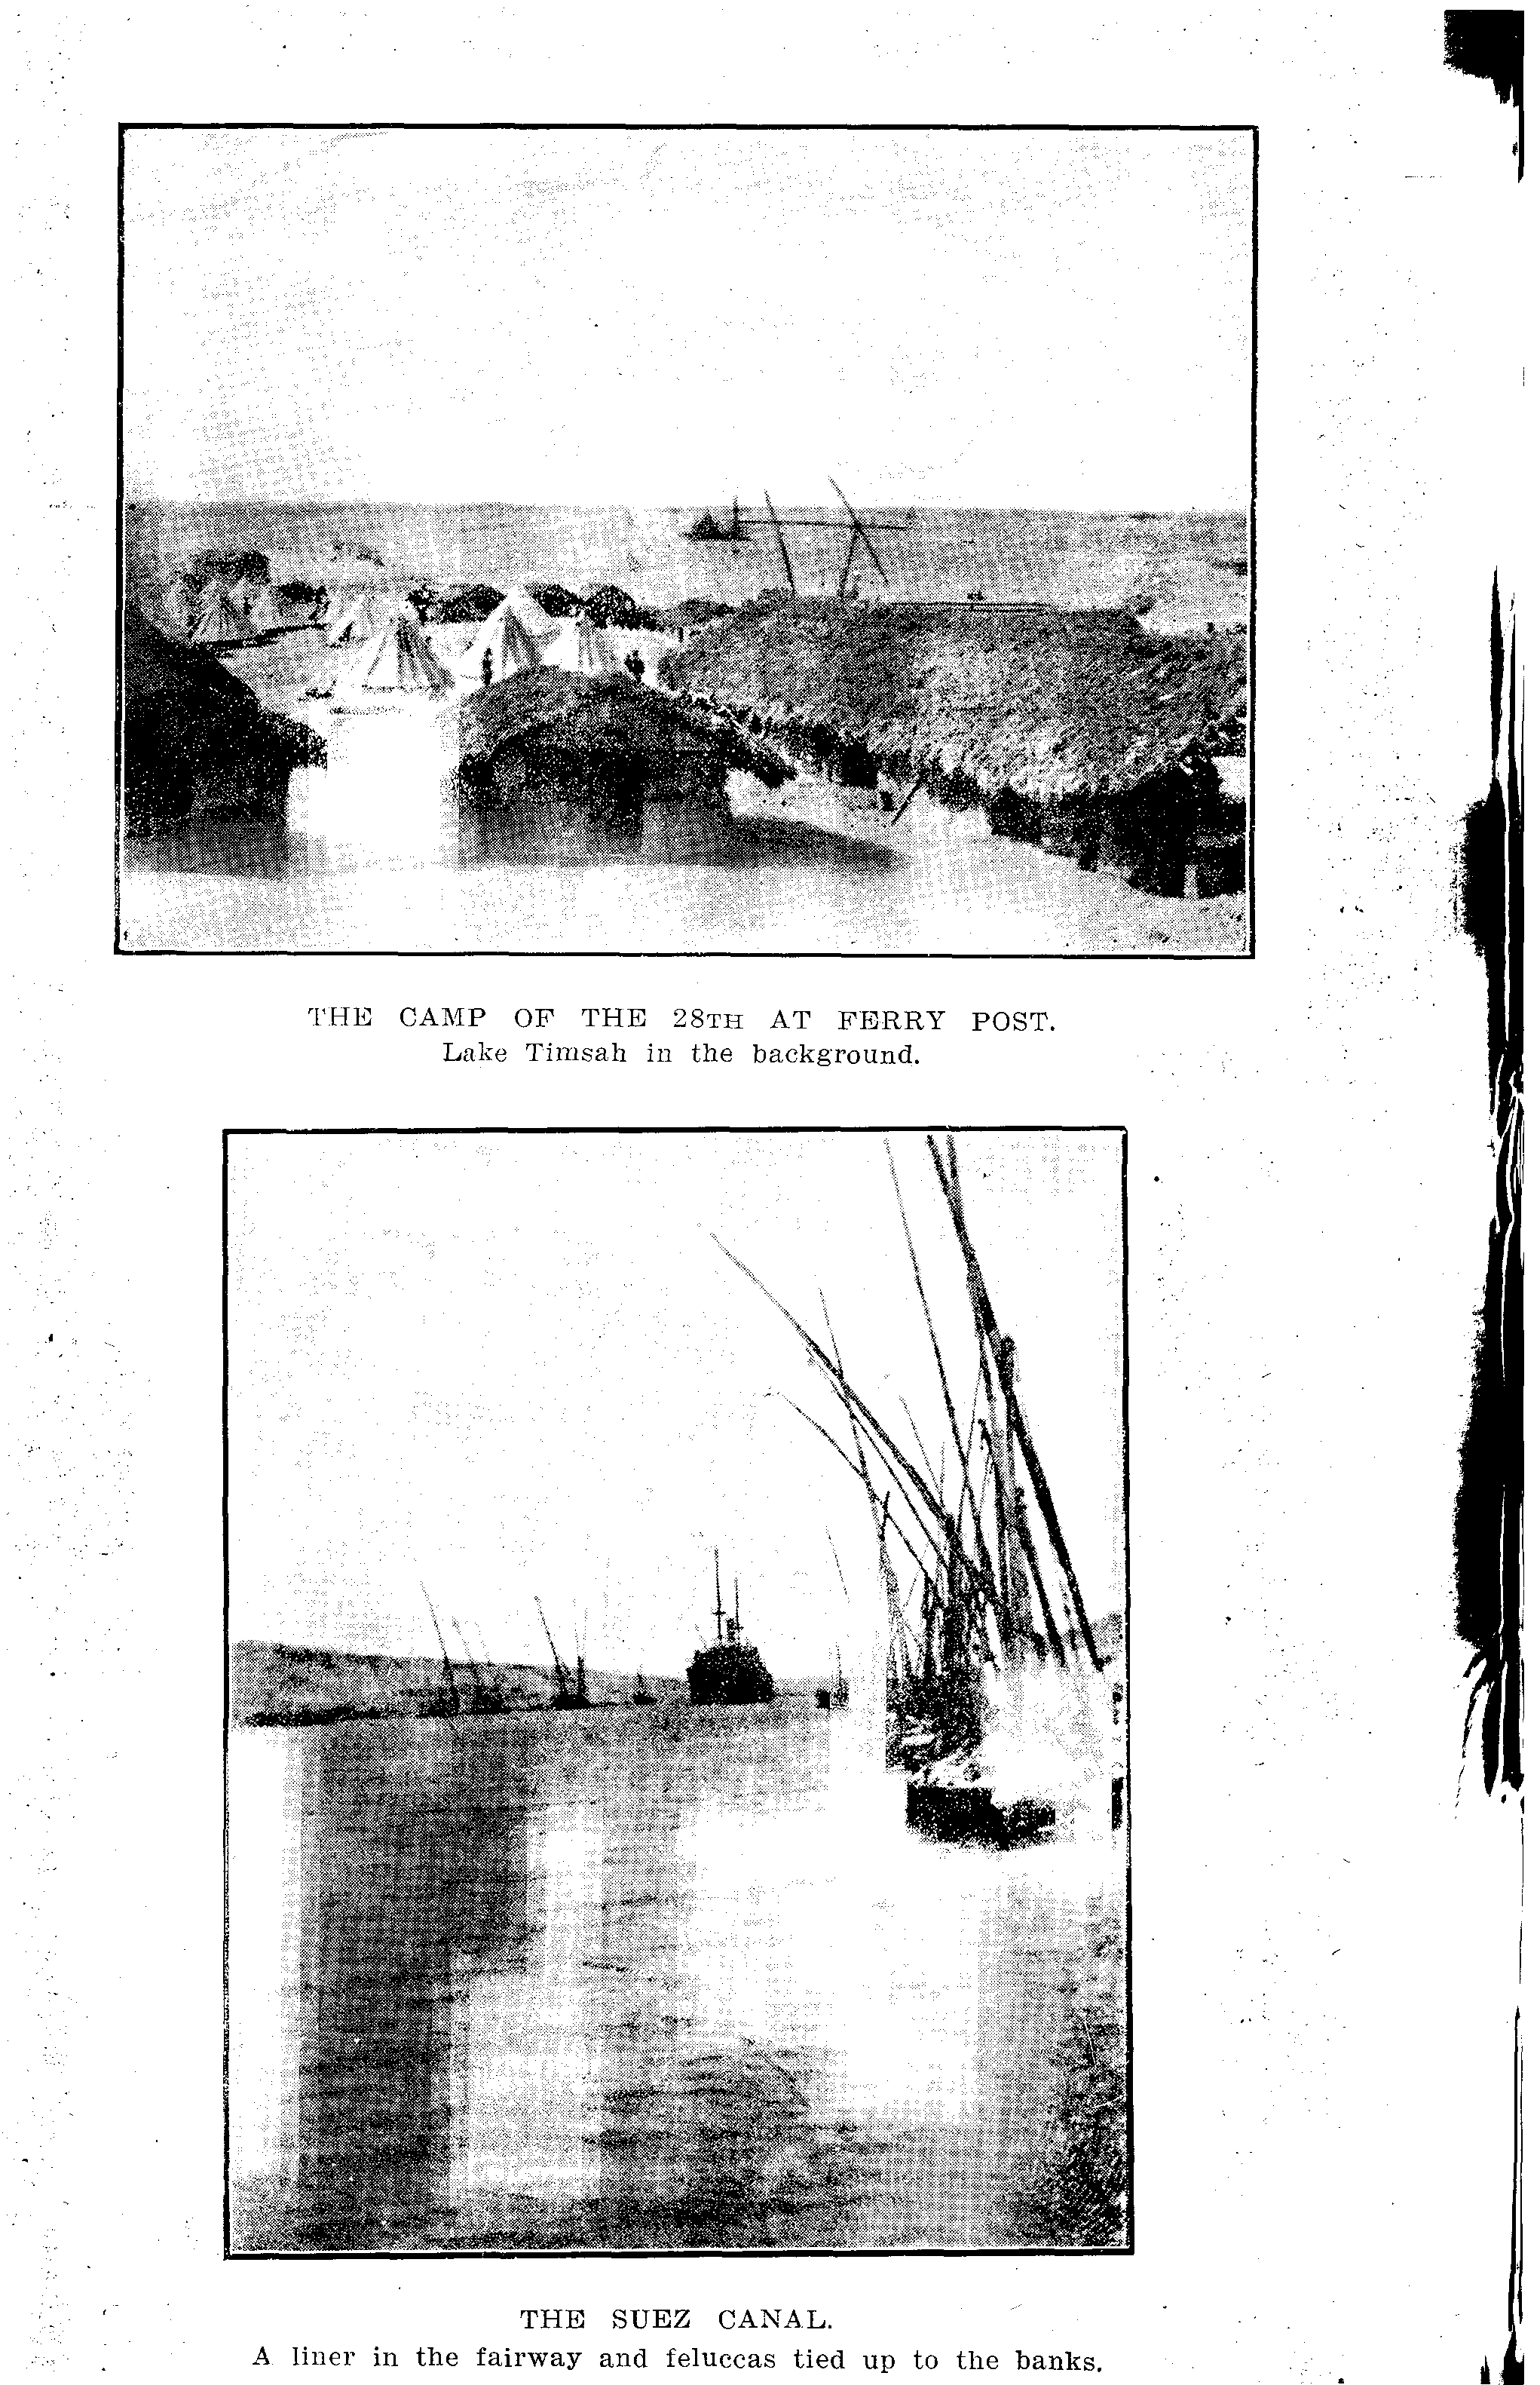 THE CAMP OF THE 28TH AT FERRY POST.
Lake Timsah in the background.
THE SUEZ CANAL.
A liner in the fairway and feluccas tied up to the banks.